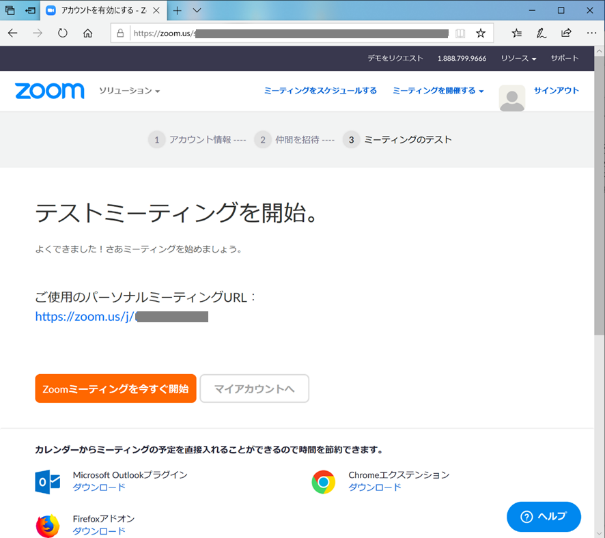 アカウントを有効にする - Zo
https://zoom.us/
デモをリクエスト 1.888.799.9666 リソース サポート
zoom ソリューション ミーティングをスケジュールする ミーティングを開催する サインアウト
1 アカウント情報 ---- 2 仲間を招待 ---- 3 ミーティングのテスト
テストミーティングを開始。
よくできました！さあミーティングを始めましょう。
ご使用のパーソナルミーティングURL：
https://zoom.us/j/
Zoomミーティングを今すぐ開始 マイアカウントへ
カレンダーからミーティングの予定を直接入れることができるので時間を節約できます。
Microsoft Outlookプラグイン
ダウンロード
Chromeエクステンション
ダウンロード
Firefoxアドオン
ダウンロード
ヘルプ